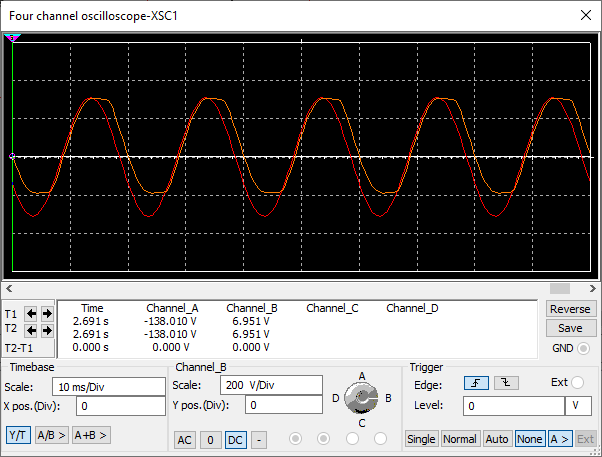 Four channel oscilloscope-XSC1
Time Channel_A Channel_B Channel_C Channel_D
T1 2.691 s -138.010 V 6.951 V
T2 2.691 s -138.010 V 6.951 V
T2-T1 0.000 s 0.000 V 0.000 V
Reverse
Save
GND
Timebase
Scale: 10 ms/Div
X pos.(Div): 0
Y/T A/B > A+B >
Channel_B
Scale: 200 V/Div
Y pos.(Div): 0
AC 0 DC -
A
D B
C
Trigger
Edge: Ext
Level: 0 V
Single Normal Auto None A > Ext